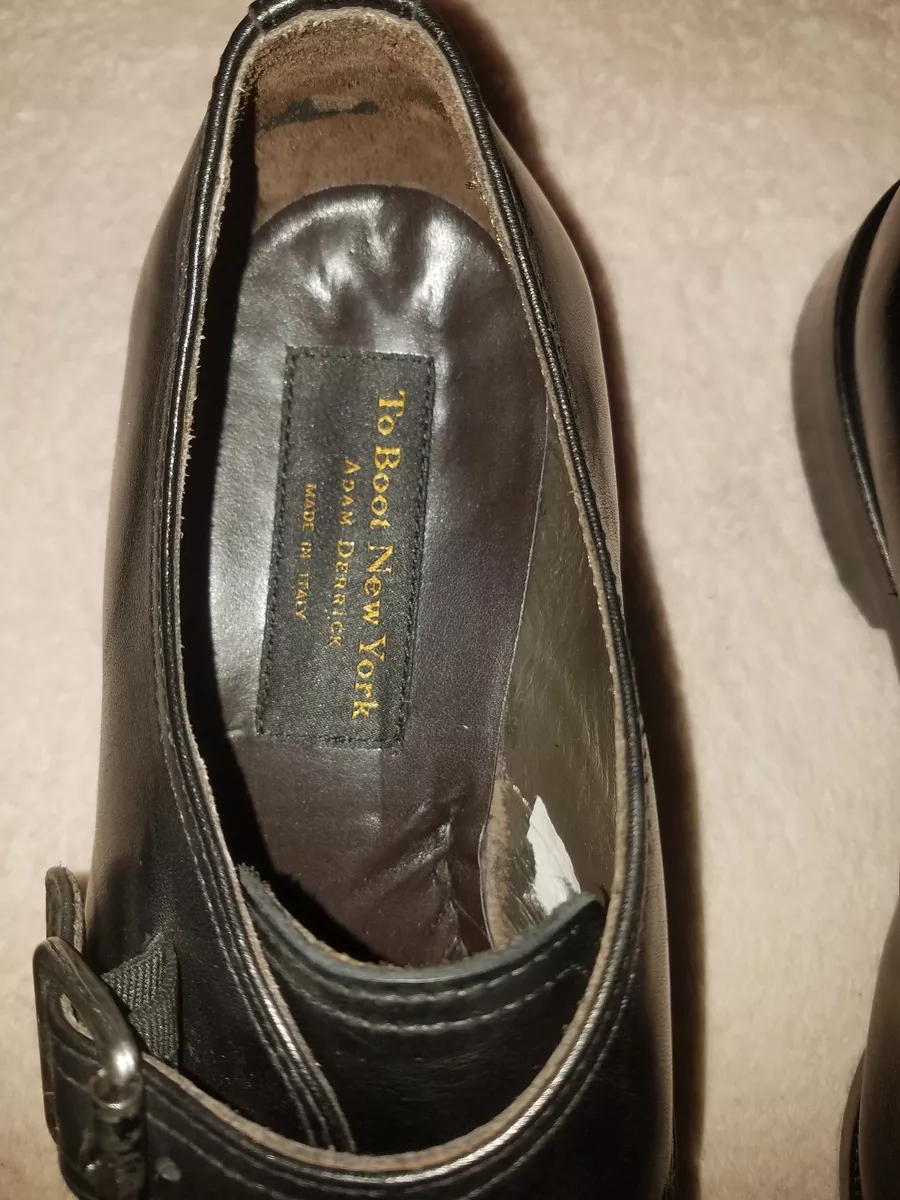 To Boot New York
Adam Derrick
Made in Italy